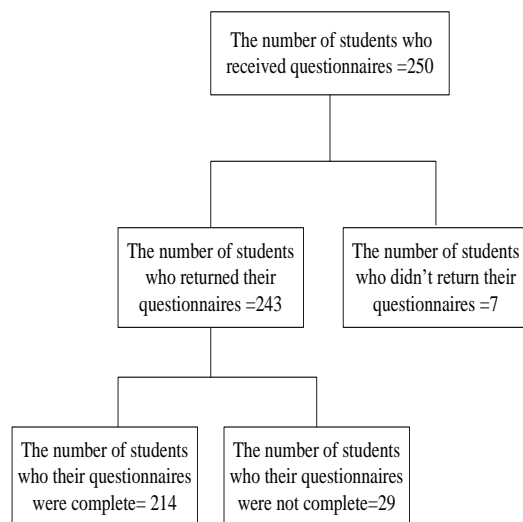 The number of students who
received questionnaires =250
The number of students
who returned their
questionnaires =243
The number of students
who didn't return their
questionnaires =7
The number of students
who their questionnaires
were complete= 214
The number of students
who their questionnaires
were not complete=29